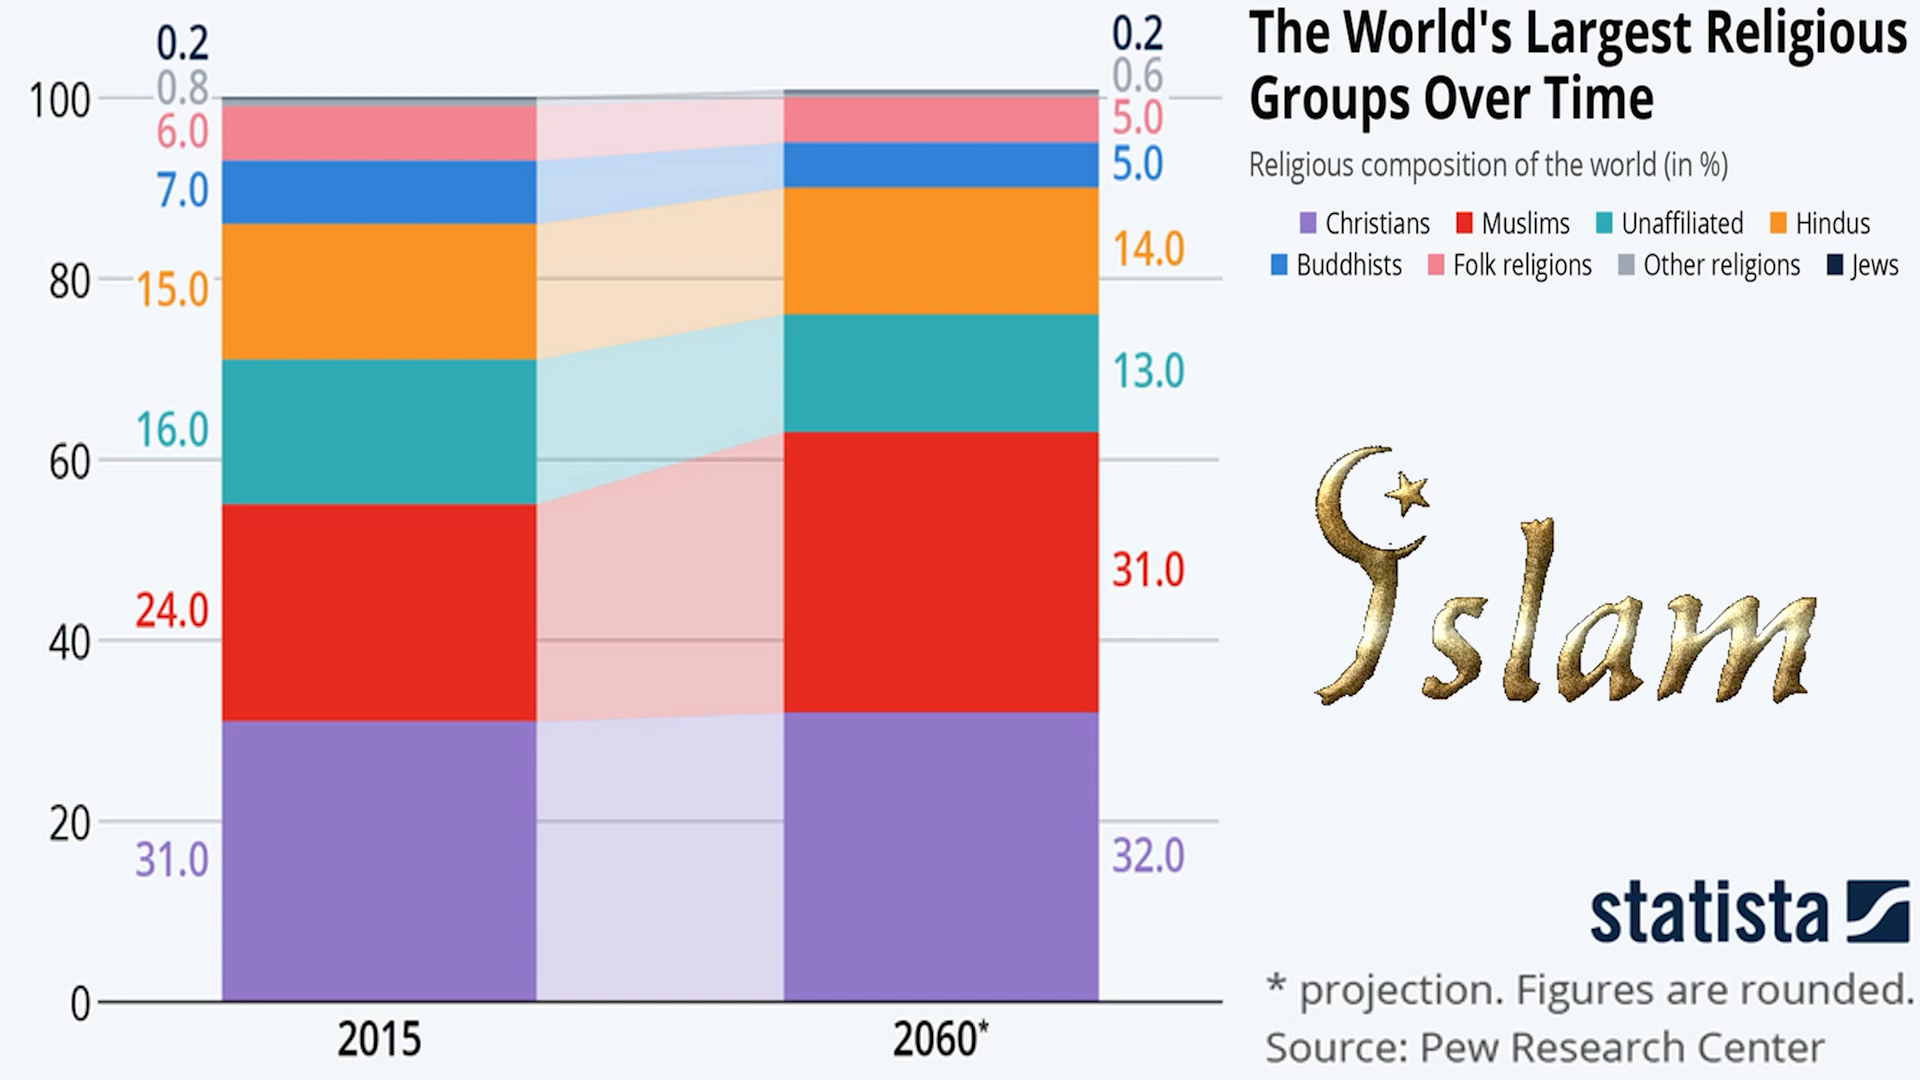 The World's Largest Religious
Groups Over Time
Religious composition of the world (in %)
Christians Muslims Unaffiliated Hindus
Buddhists Folk religions Other religions Jews
100
80
60
40
20
0
0.2
0.8
6.0
7.0
15.0
16.0
24.0
31.0
2015
0.2
0.6
5.0
5.0
14.0
13.0
31.0
32.0
2060*
Islam
statista
* projection. Figures are rounded.
Source: Pew Research Center